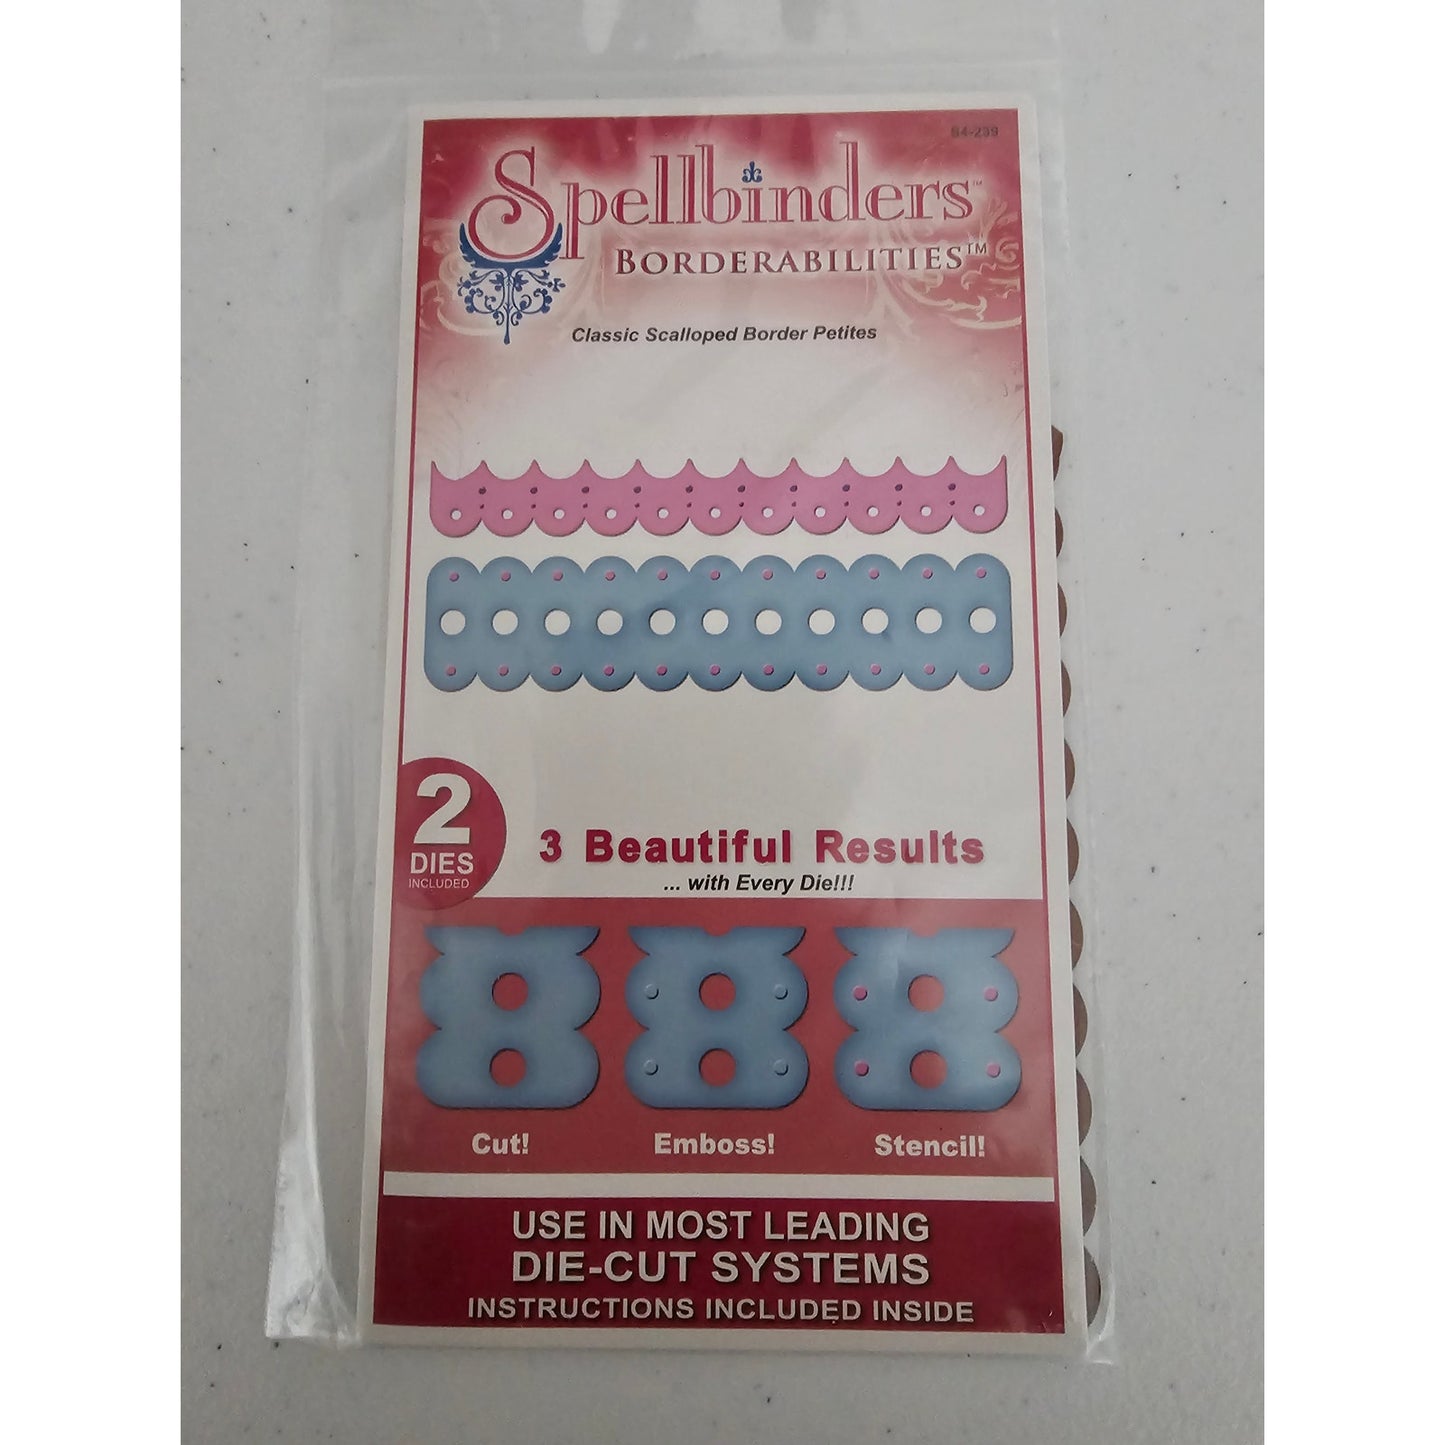 S4-239
Spellbinders™
BORDERABILITIES™
Classic Scalloped Border Petites
2
DIES
INCLUDED
3 Beautiful Results
... with Every Die!!!
Cut!
Emboss!
Stencil!
USE IN MOST LEADING
DIE-CUT SYSTEMS
INSTRUCTIONS INCLUDED INSIDE